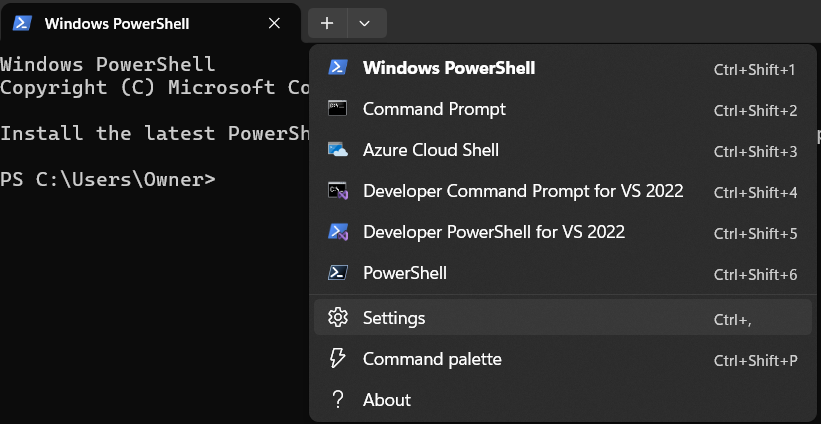 Windows PowerShell
Windows PowerShell
Copyright (C) Microsoft Co
Install the latest PowerSh
PS C:\Users\Owner>
Windows PowerShell Ctrl+Shift+1
Command Prompt Ctrl+Shift+2
Azure Cloud Shell Ctrl+Shift+3
Developer Command Prompt for VS 2022 Ctrl+Shift+4
Developer PowerShell for VS 2022 Ctrl+Shift+5
PowerShell Ctrl+Shift+6
Settings Ctrl+,
Command palette Ctrl+Shift+P
About